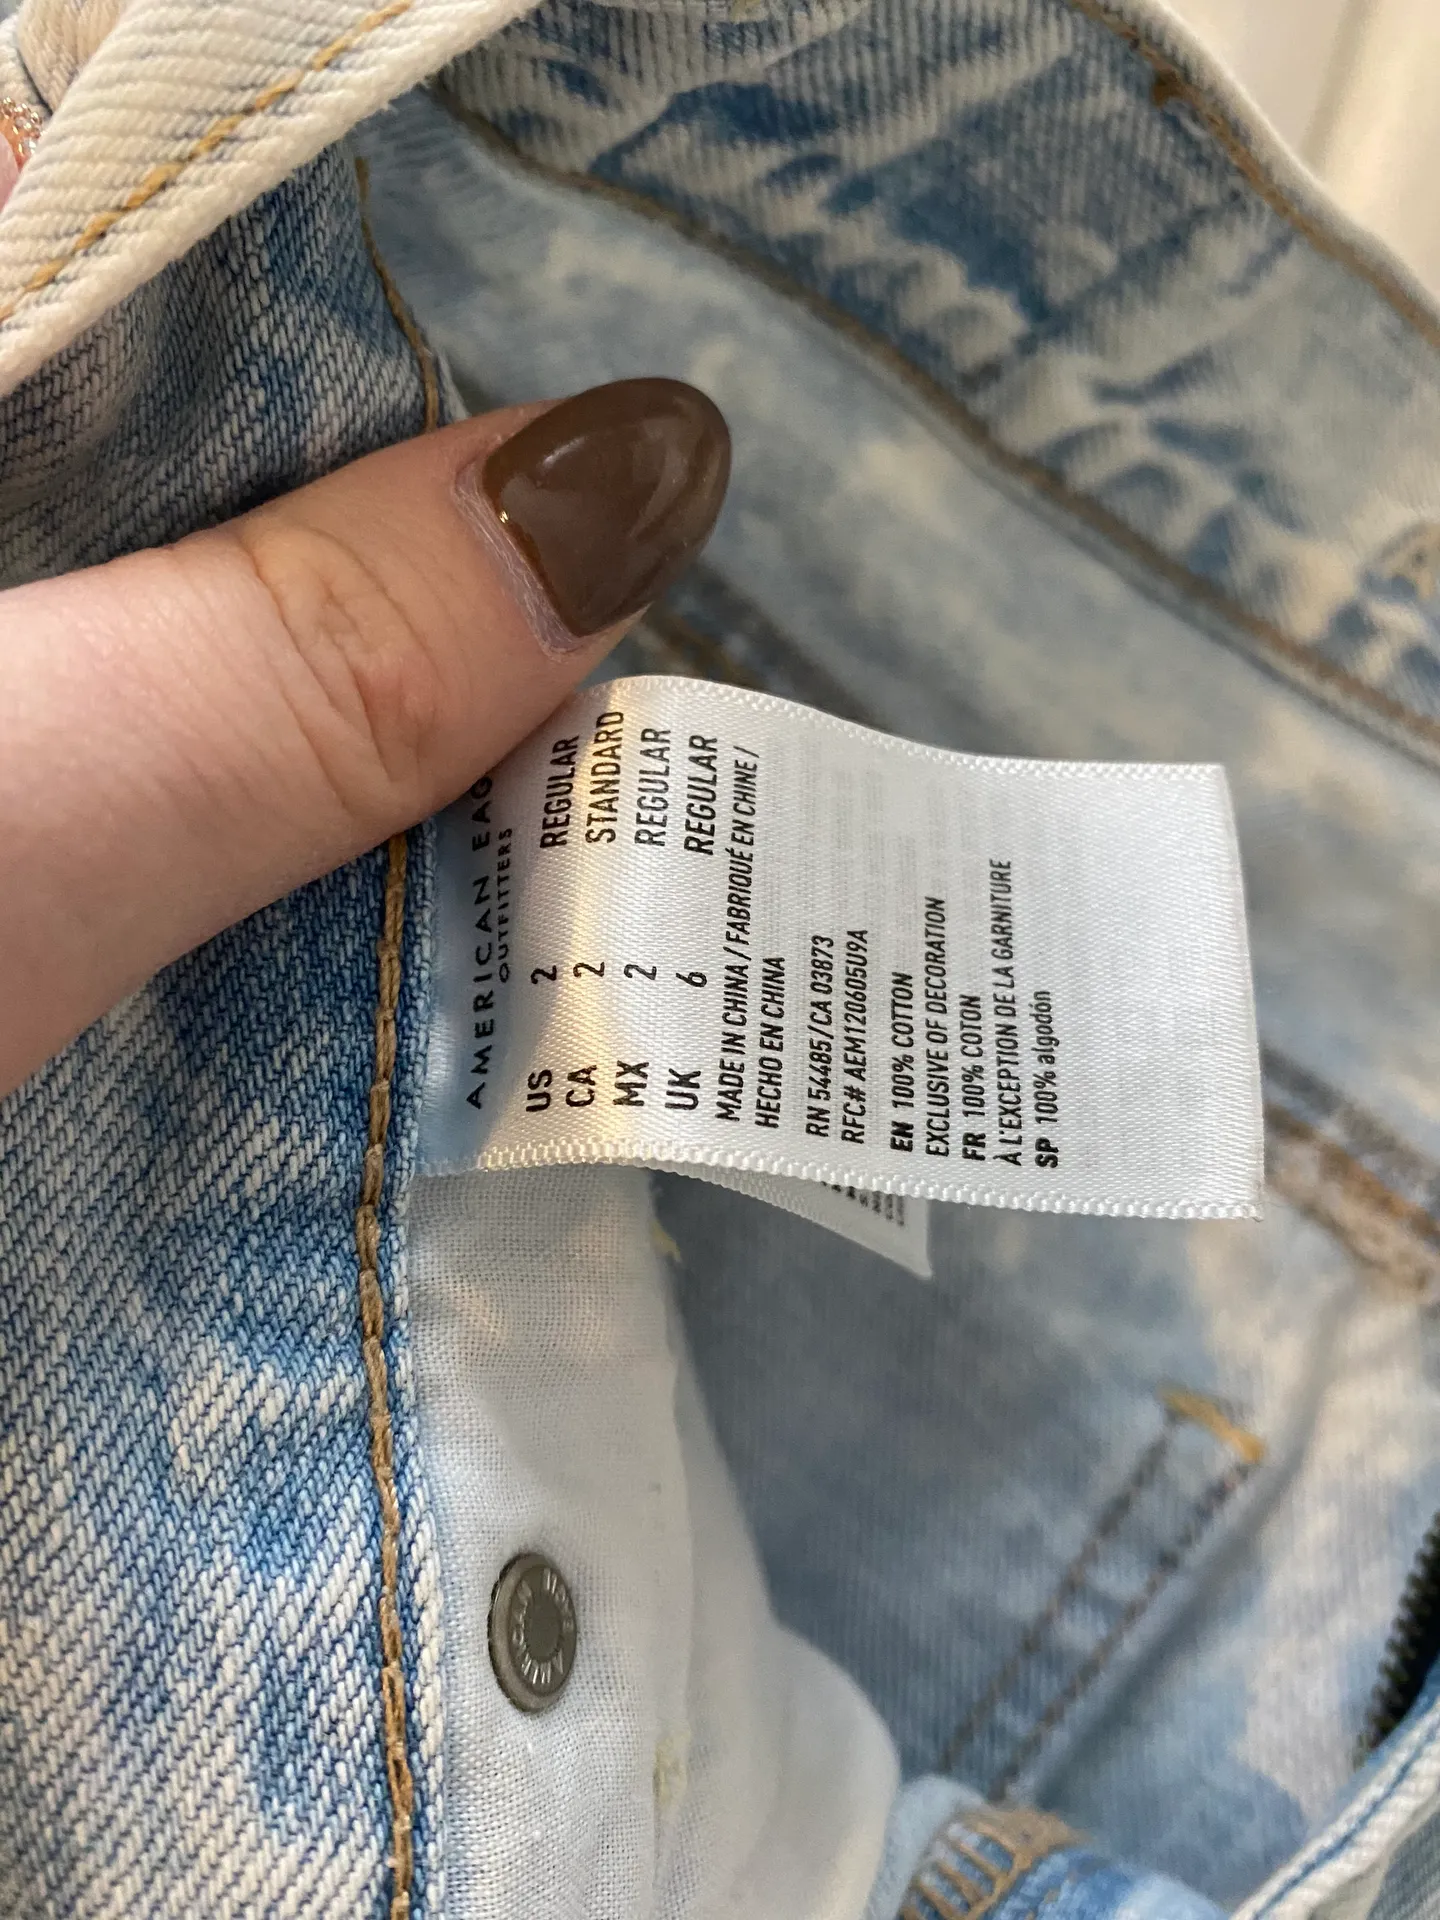 AMERICAN EAG
OUTFITTERS
US 2 REGULAR
CA 2 STANDARD
MX 2 REGULAR
UK 6 REGULAR
MADE IN CHINA / FABRIQUÉ EN CHINE /
HECHO EN CHINA
RN 54485/CA 03873
RFC# AEM120605U9A
EN 100% COTTON
EXCLUSIVE OF DECORATION
FR 100% COTON
À L'EXCEPTION DE LA GARNITURE
SP 100% algodón